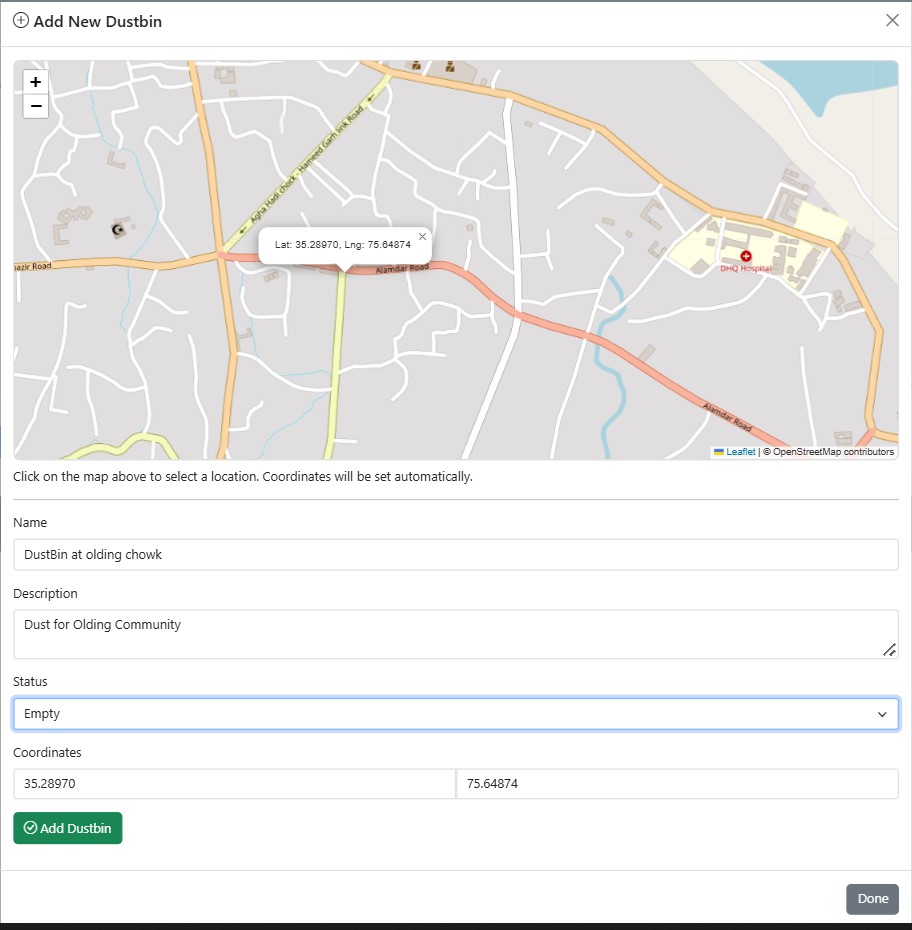 Add New Dustbin
+
−
Agha Hadi chock - Hameed Garh link Road
Lat: 35.28970, Lng: 75.64874
×
Alamdar Road
azir Road
DHQ Hospital
Alamdar Road
Leaflet | © OpenStreetMap contributors
Click on the map above to select a location. Coordinates will be set automatically.
Name
DustBin at olding chowk
Description
Dust for Olding Community
Status
Empty
Coordinates
35.28970 75.64874
Add Dustbin
Done